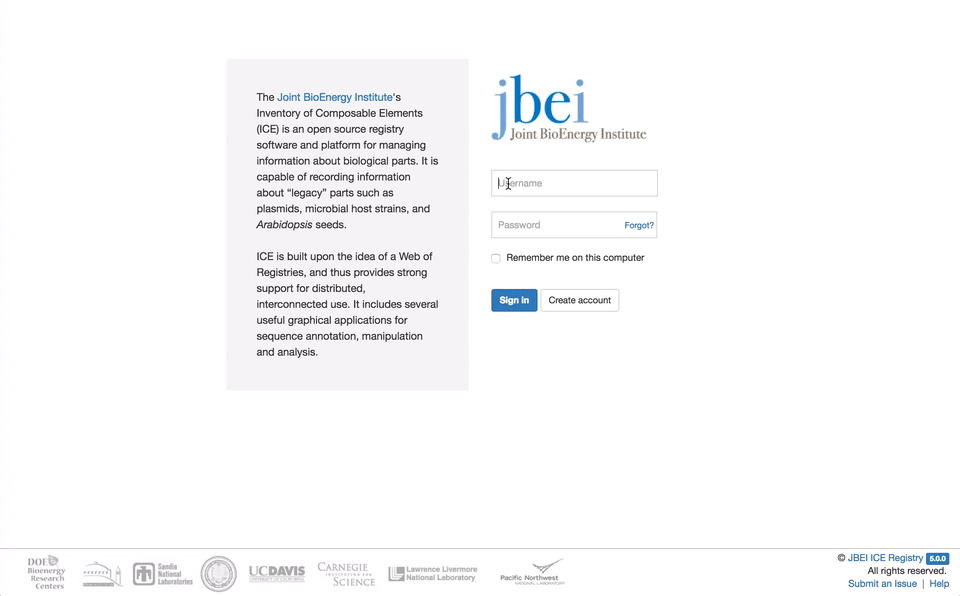 The Joint BioEnergy Institute's
Inventory of Composable Elements
(ICE) is an open source registry
software and platform for managing
information about biological parts. It is
capable of recording information
about “legacy” parts such as
plasmids, microbial host strains, and
Arabidopsis seeds.
ICE is built upon the idea of a Web of
Registries, and thus provides strong
support for distributed,
interconnected use. It includes several
useful graphical applications for
sequence annotation, manipulation
and analysis.
jbei
Joint BioEnergy Institute
Username
Password Forgot?
Remember me on this computer
Sign in Create account
DOE
Bioenergy
Research
Centers
Sandia
National
Laboratories
UCDAVIS
UNIVERSITY OF CALIFORNIA
CARNEGIE
INSTITUTION FOR
SCIENCE
Lawrence Livermore
National Laboratory
Pacific Northwest
NATIONAL LABORATORY
© JBEI ICE Registry 5.0.0
All rights reserved.
Submit an Issue | Help